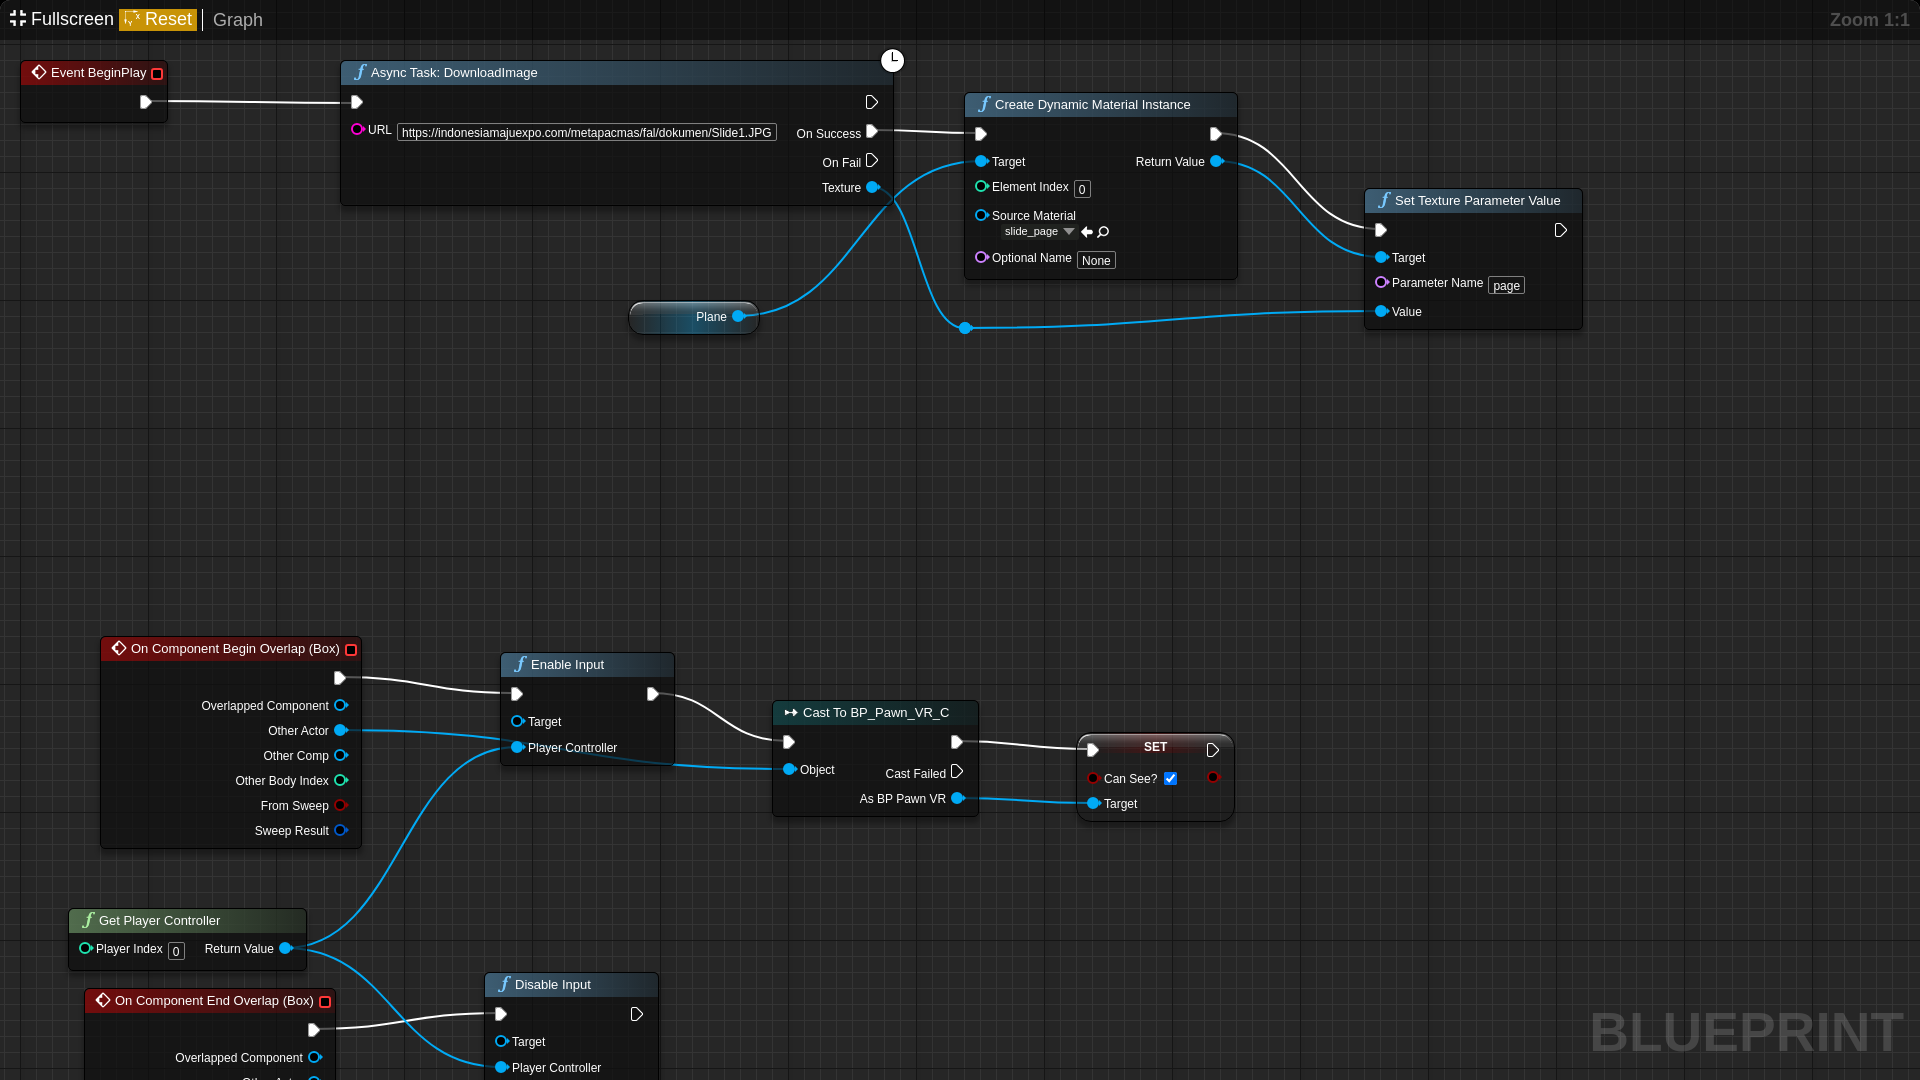 Fullscreen Reset Graph Zoom 1:1
Event BeginPlay
Async Task: DownloadImage
URL https://indonesiamajuexpo.com/metapacmas/fal/dokumen/Slide1.JPG
On Success
On Fail
Texture
Create Dynamic Material Instance
Target Return Value
Element Index 0
Source Material
slide_page
Optional Name None
Set Texture Parameter Value
Target
Parameter Name page
Value
Plane
On Component Begin Overlap (Box)
Overlapped Component
Other Actor
Other Comp
Other Body Index
From Sweep
Sweep Result
Enable Input
Target
Player Controller
Cast To BP_Pawn_VR_C
Object
Cast Failed
As BP Pawn VR
SET
Can See?
Target
Get Player Controller
Player Index 0 Return Value
On Component End Overlap (Box)
Overlapped Component
Disable Input
Target
Player Controller
BLUEPRINT